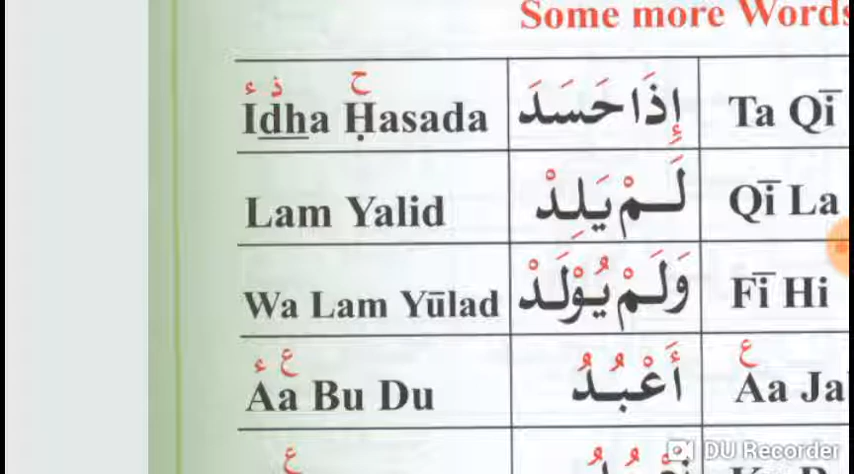 Some more Words
ء ذ ح
Idha Ḥasada إِذَا حَسَدَ Ta Qī
Lam Yalid لَمْ يَلِدْ Qī La
Wa Lam Yūlad وَلَمْ يُوْلَدْ Fī Hi
ء ع ع
Aa Bu Du أَعْبُدُ Aa Ja
ع
DU Recorder